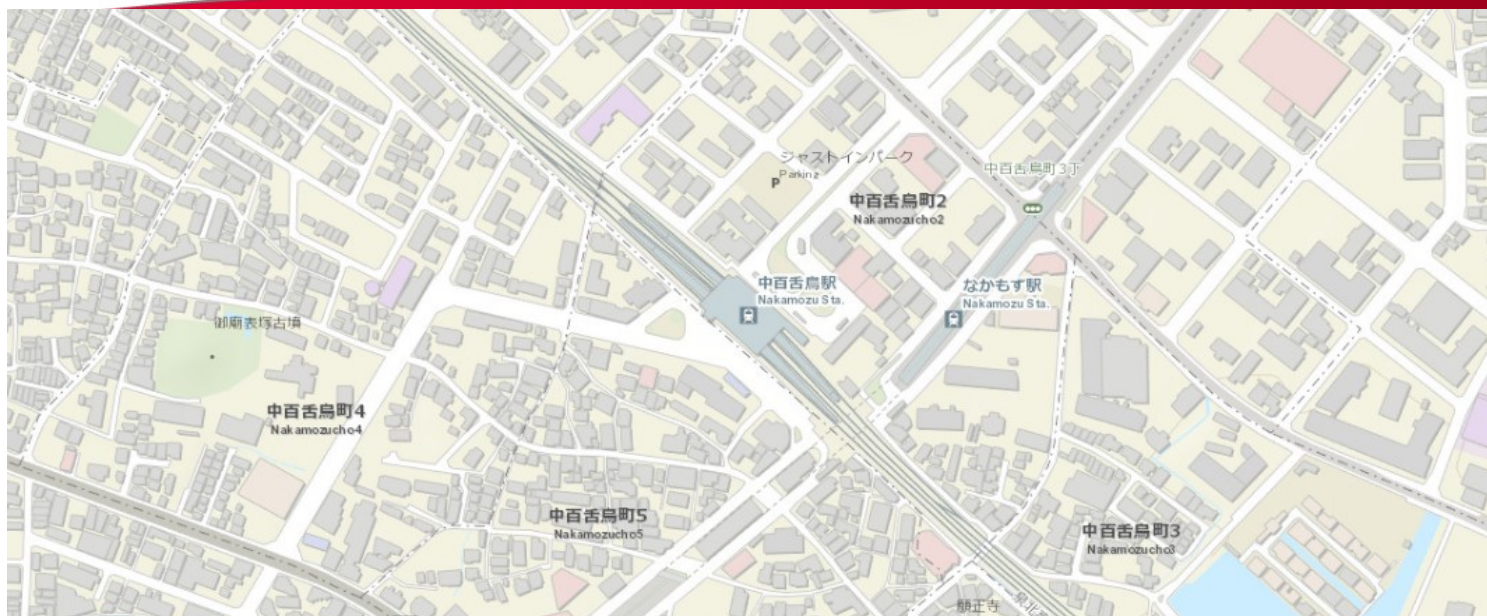 ジャストインパーク
Parking
P
中百舌鳥町3丁
中百舌鳥町2
Nakamozucho2
中百舌鳥駅
Nakamozu Sta.
なかもず駅
Nakamozu Sta.
御廟表塚古墳
中百舌鳥町4
Nakamozucho4
中百舌鳥町5
Nakamozucho5
中百舌鳥町3
Nakamozucho3
泉北
願正寺